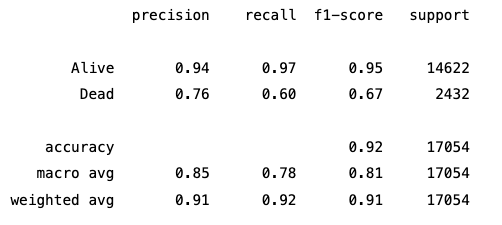 precision recall f1-score support
Alive 0.94 0.97 0.95 14622
Dead 0.76 0.60 0.67 2432
accuracy 0.92 17054
macro avg 0.85 0.78 0.81 17054
weighted avg 0.91 0.92 0.91 17054